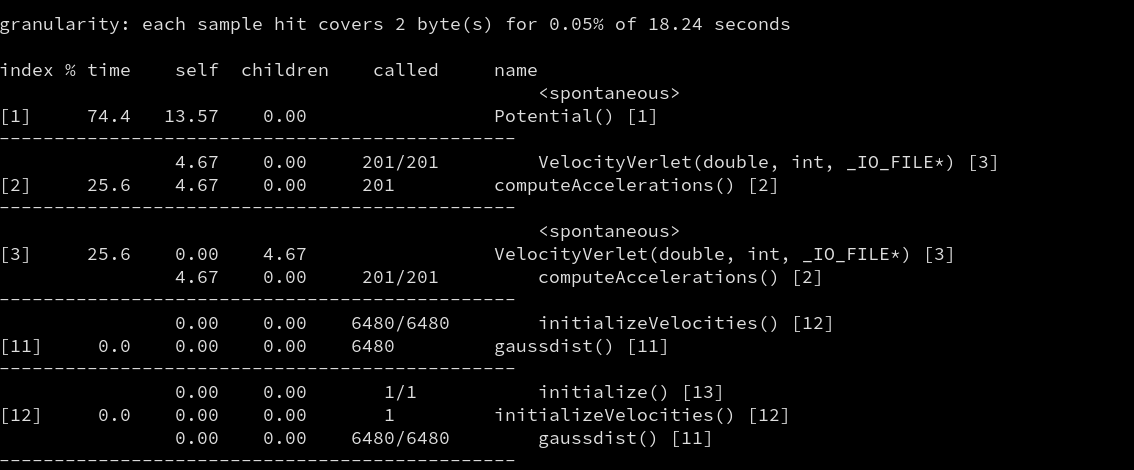 granularity: each sample hit covers 2 byte(s) for 0.05% of 18.24 seconds

index % time    self  children    called     name
                                                 <spontaneous>
[1]     74.4   13.57    0.00                 Potential() [1]
-----------------------------------------------
                4.67    0.00     201/201         VelocityVerlet(double, int, _IO_FILE*) [3]
[2]     25.6    4.67    0.00     201         computeAccelerations() [2]
-----------------------------------------------
                                                 <spontaneous>
[3]     25.6    0.00    4.67                 VelocityVerlet(double, int, _IO_FILE*) [3]
                4.67    0.00     201/201         computeAccelerations() [2]
-----------------------------------------------
                0.00    0.00    6480/6480        initializeVelocities() [12]
[11]     0.0    0.00    0.00    6480         gaussdist() [11]
-----------------------------------------------
                0.00    0.00       1/1           initialize() [13]
[12]     0.0    0.00    0.00       1         initializeVelocities() [12]
                0.00    0.00    6480/6480        gaussdist() [11]
-----------------------------------------------